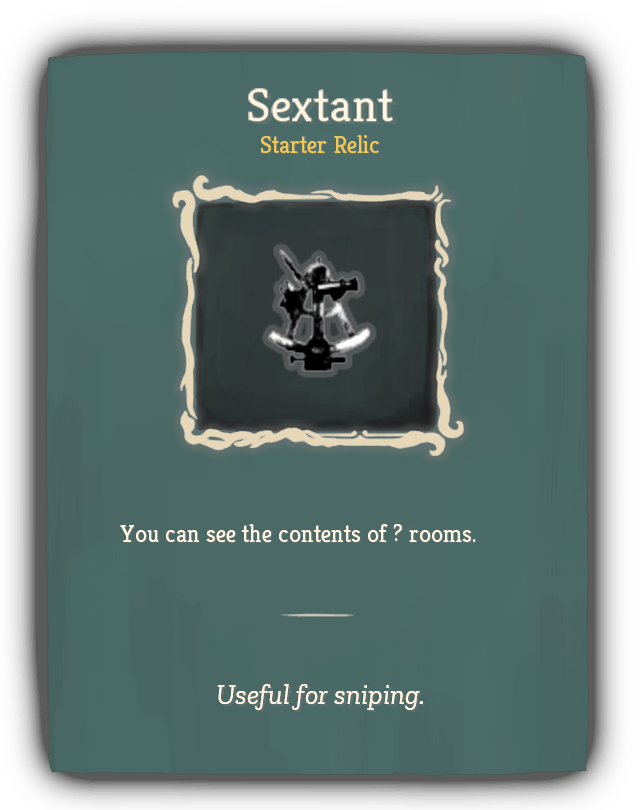 Sextant
Starter Relic
You can see the contents of ? rooms.
Useful for sniping.